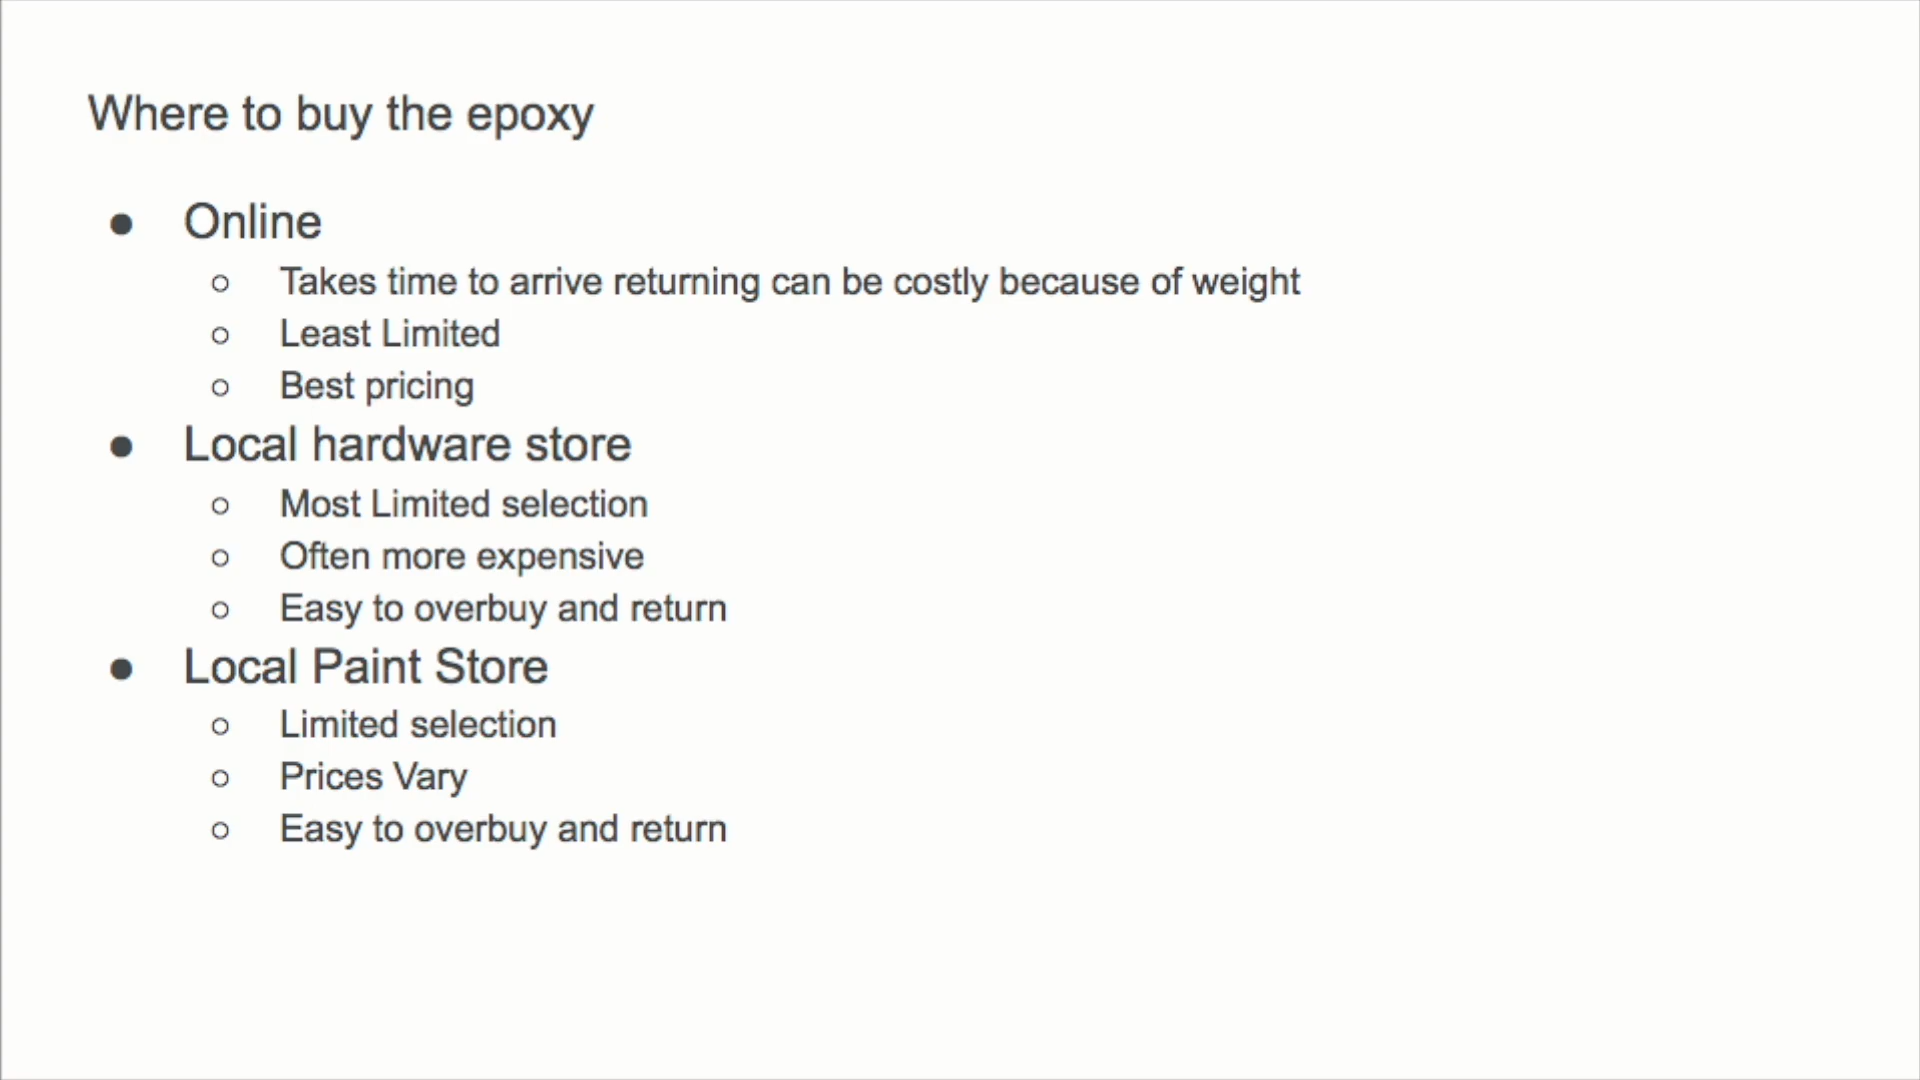 Where to buy the epoxy
● Online
○ Takes time to arrive returning can be costly because of weight
○ Least Limited
○ Best pricing
● Local hardware store
○ Most Limited selection
○ Often more expensive
○ Easy to overbuy and return
● Local Paint Store
○ Limited selection
○ Prices Vary
○ Easy to overbuy and return